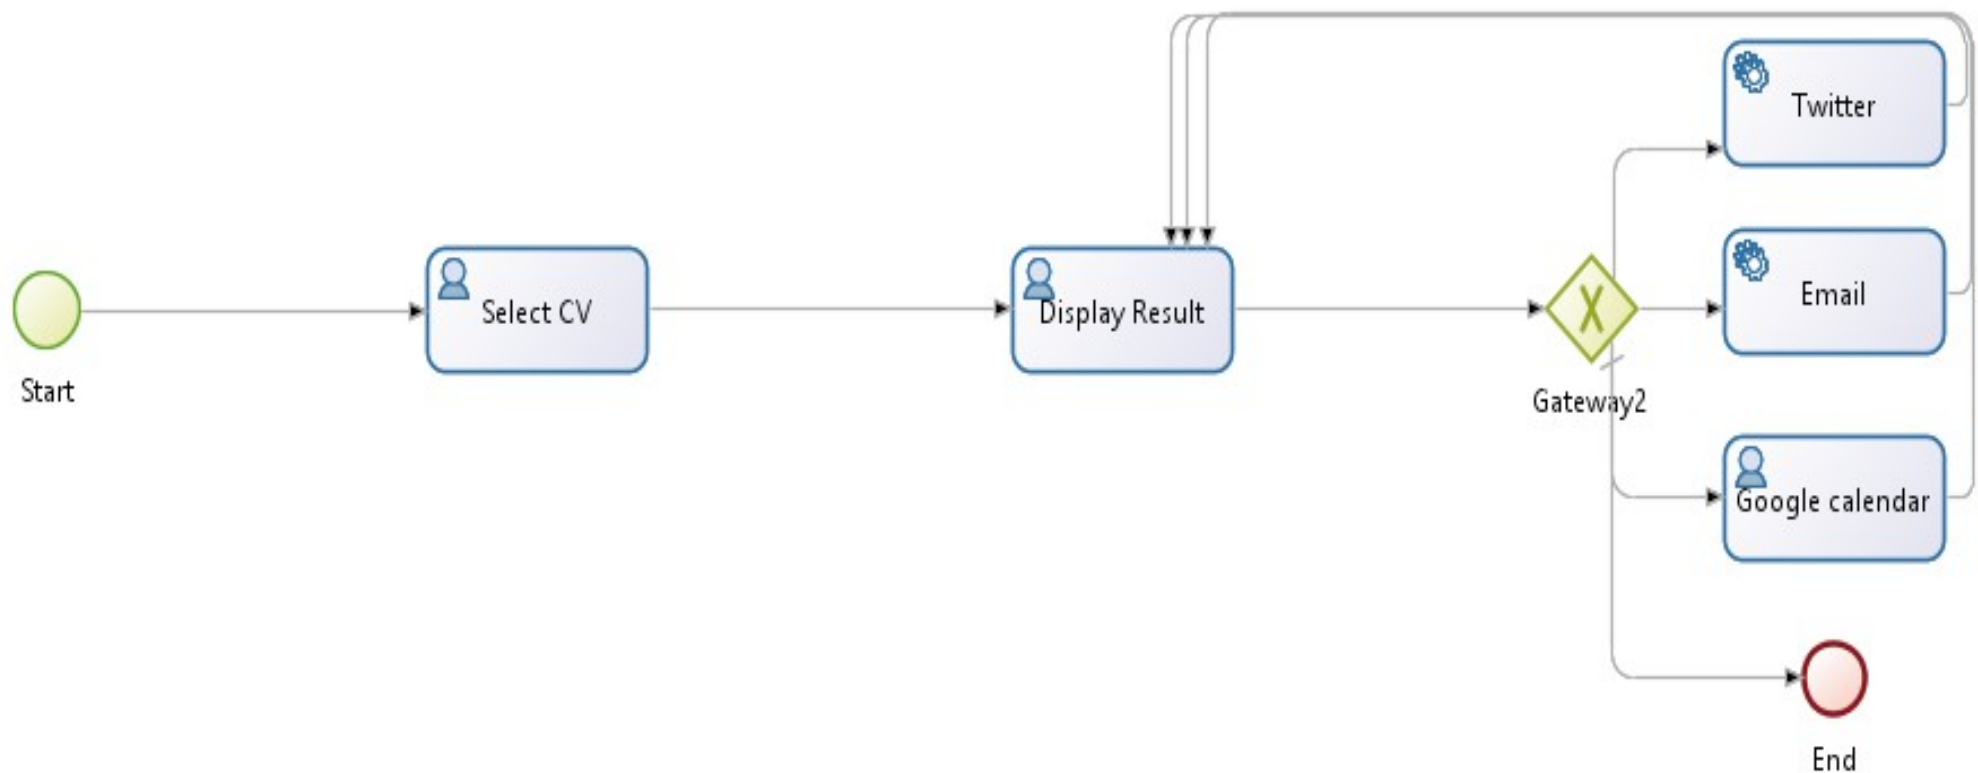 Start
Select CV
Display Result
Gateway2
Twitter
Email
Google calendar
End